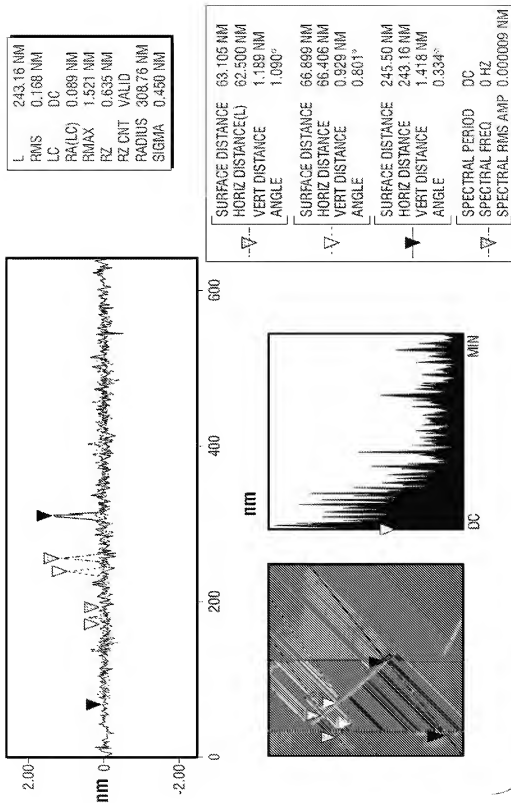 L 243.16 NM
RMS 0.168 NM
LC DC
RA(LC) 0.089 NM
RMAX 1.521 NM
RZ 0.635 NM
RZ CNT VALID
RADIUS 308.76 NM
SIGMA 0.450 NM
SURFACE DISTANCE 63.105 NM
HORIZ DISTANCE(L) 62.500 NM
VERT DISTANCE 1.189 NM
ANGLE 1.090°
SURFACE DISTANCE 66.899 NM
HORIZ DISTANCE 66.406 NM
VERT DISTANCE 0.929 NM
ANGLE 0.801°
SURFACE DISTANCE 245.50 NM
HORIZ DISTANCE 243.16 NM
VERT DISTANCE 1.418 NM
ANGLE 0.334°
SPECTRAL PERIOD DC
SPECTRAL FREQ 0 HZ
SPECTRAL RMS AMP 0.000009 NM
2.00
nm 0
-2.00
0 200 400 600
nm
DC MIN